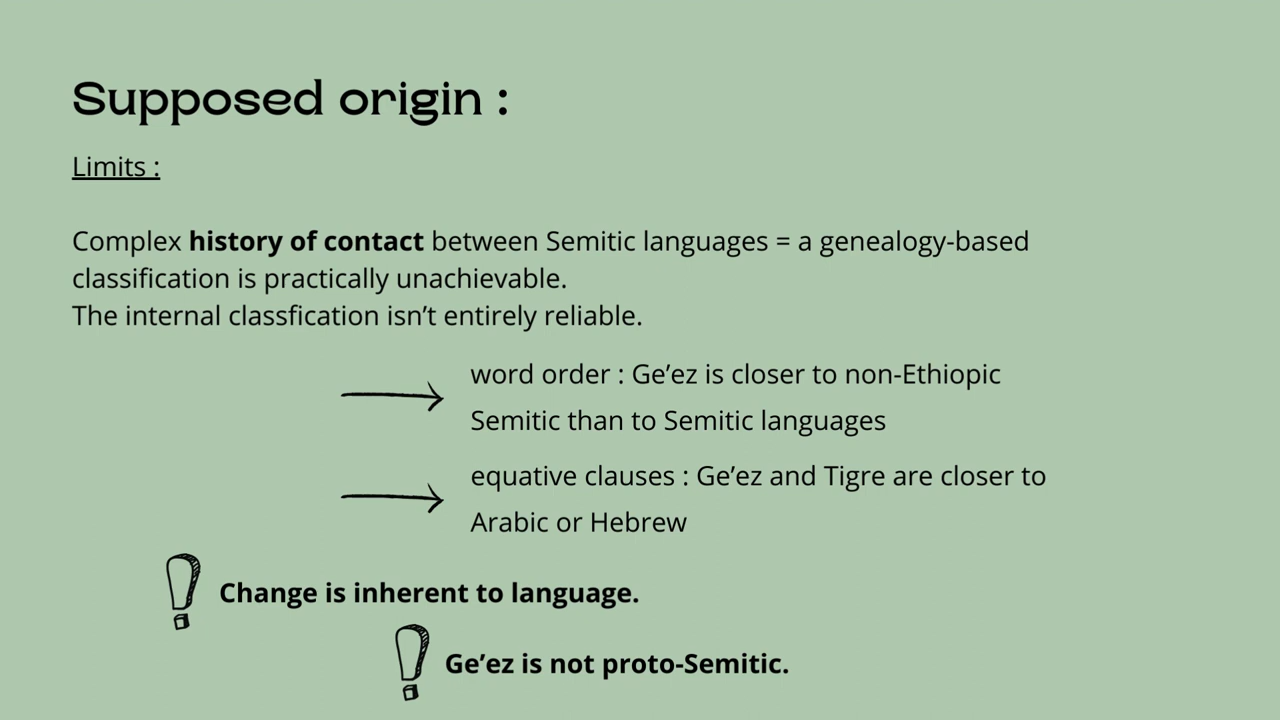 Supposed origin :
Limits :
Complex history of contact between Semitic languages = a genealogy-based
classification is practically unachievable.
The internal classfication isn’t entirely reliable.
word order : Ge’ez is closer to non-Ethiopic
Semitic than to Semitic languages
equative clauses : Ge’ez and Tigre are closer to
Arabic or Hebrew
Change is inherent to language.
Ge’ez is not proto-Semitic.